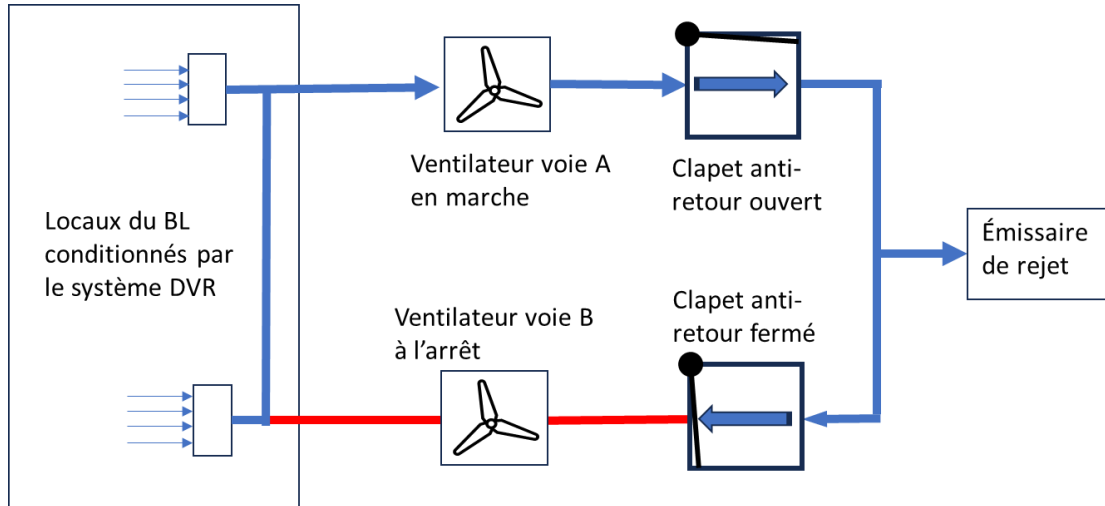 Ventilateur voie A
en marche
Clapet anti-
retour ouvert
Locaux du BL
conditionnés par
le système DVR
Émissaire
de rejet
Ventilateur voie B
à l’arrêt
Clapet anti-
retour fermé